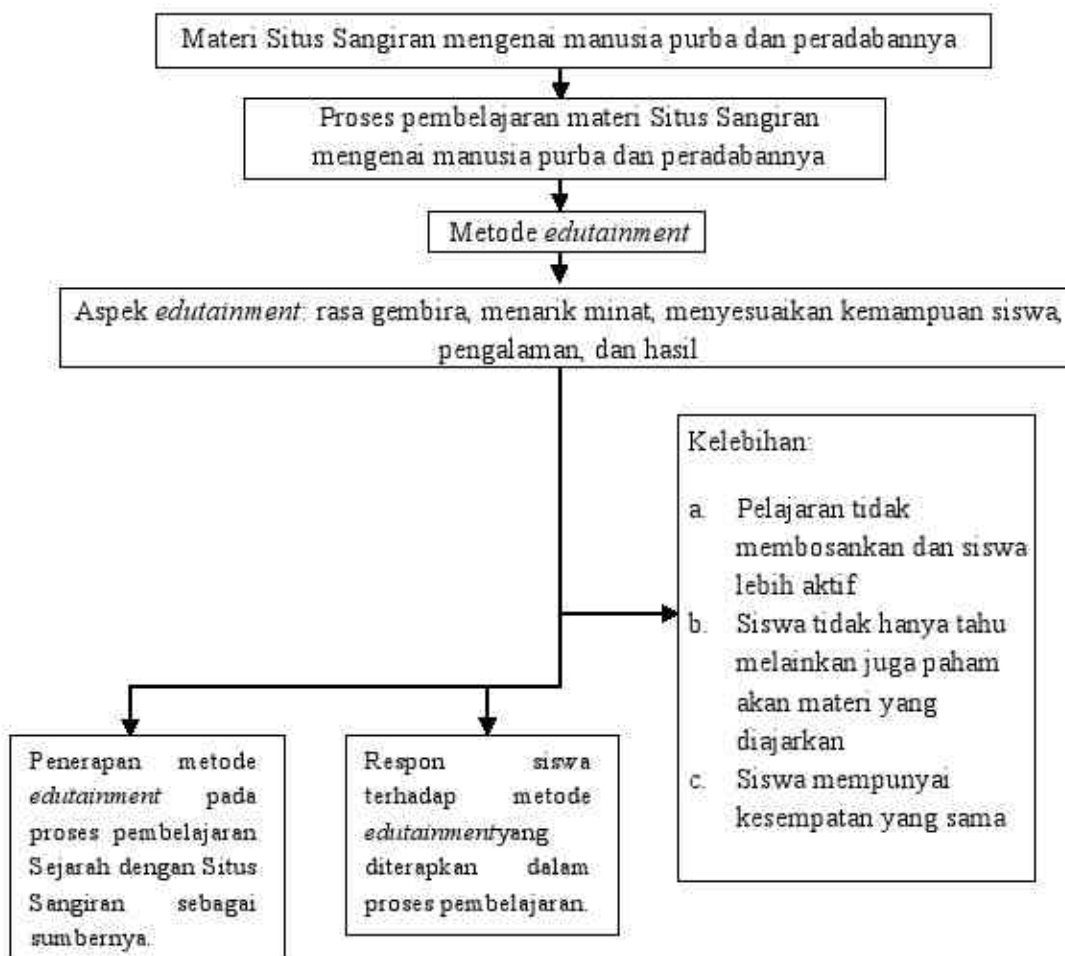 Materi Situs Sangiran mengenai manusia purba dan peradabannya
Proses pembelajaran materi Situs Sangiran
mengenai manusia purba dan peradabannya
Metode edutainment
Aspek edutainment: rasa gembira, menarik minat, menyesuaikan kemampuan siswa,
pengalaman, dan hasil
Kelebihan:
a. Pelajaran tidak
membosankan dan siswa
lebih aktif
b. Siswa tidak hanya tahu
melainkan juga paham
akan materi yang
diajarkan
c. Siswa mempunyai
kesempatan yang sama
Penerapan metode
edutainment pada
proses pembelajaran
Sejarah dengan Situs
Sangiran sebagai
sumbernya.
Respon siswa
terhadap metode
edutainmentyang
diterapkan dalam
proses pembelajaran.